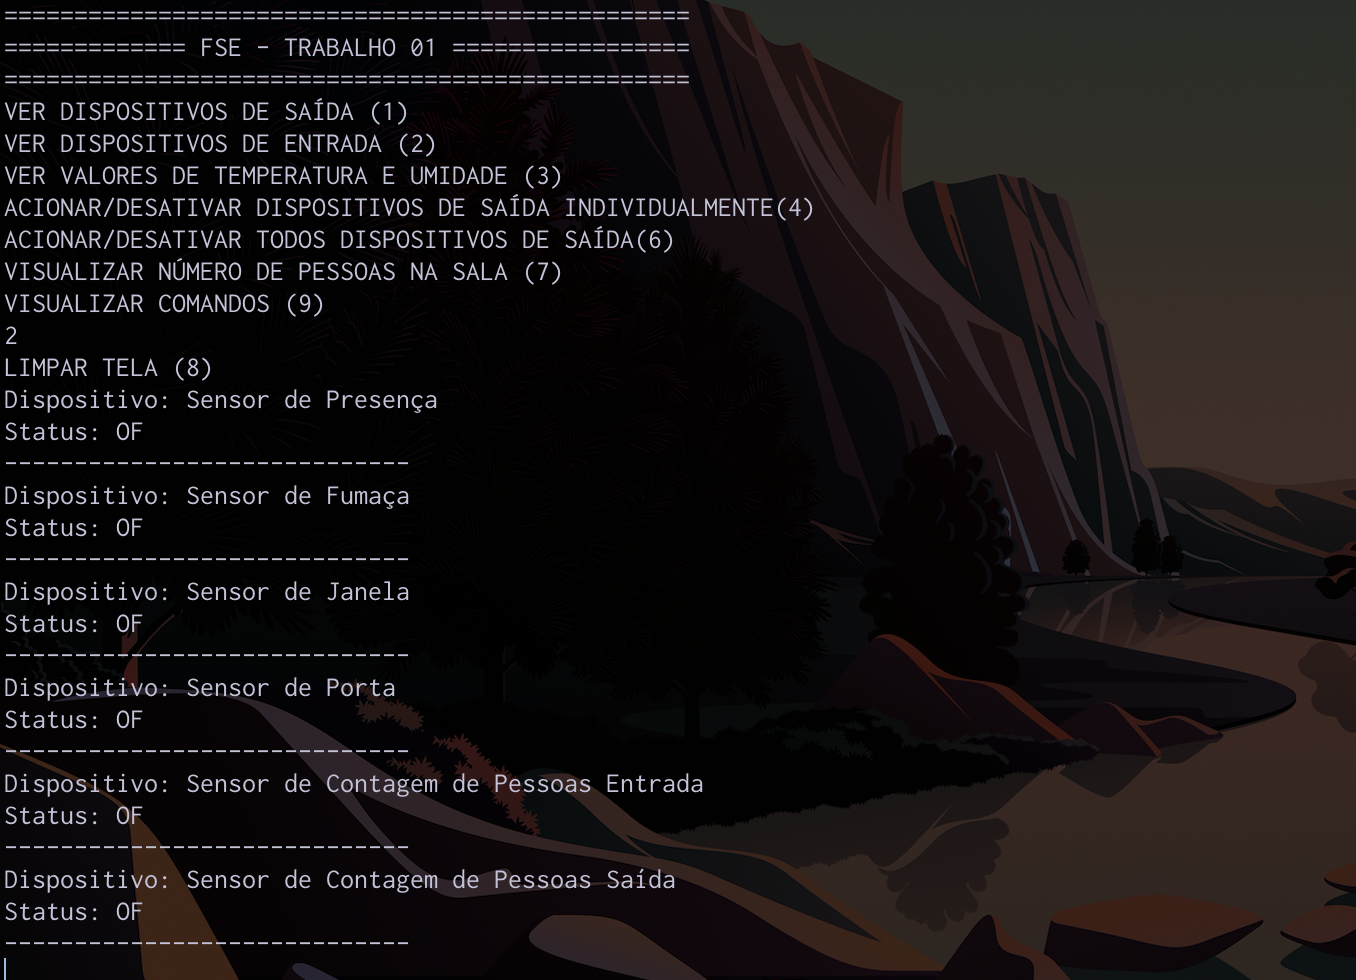 =================================================
============= FSE - TRABALHO 01 =================
=================================================
VER DISPOSITIVOS DE SAÍDA (1)
VER DISPOSITIVOS DE ENTRADA (2)
VER VALORES DE TEMPERATURA E UMIDADE (3)
ACIONAR/DESATIVAR DISPOSITIVOS DE SAÍDA INDIVIDUALMENTE(4)
ACIONAR/DESATIVAR TODOS DISPOSITIVOS DE SAÍDA(6)
VISUALIZAR NÚMERO DE PESSOAS NA SALA (7)
VISUALIZAR COMANDOS (9)
2
LIMPAR TELA (8)
Dispositivo: Sensor de Presença
Status: OF
-----------------------------
Dispositivo: Sensor de Fumaça
Status: OF
-----------------------------
Dispositivo: Sensor de Janela
Status: OF
-----------------------------
Dispositivo: Sensor de Porta
Status: OF
-----------------------------
Dispositivo: Sensor de Contagem de Pessoas Entrada
Status: OF
-----------------------------
Dispositivo: Sensor de Contagem de Pessoas Saída
Status: OF
-----------------------------